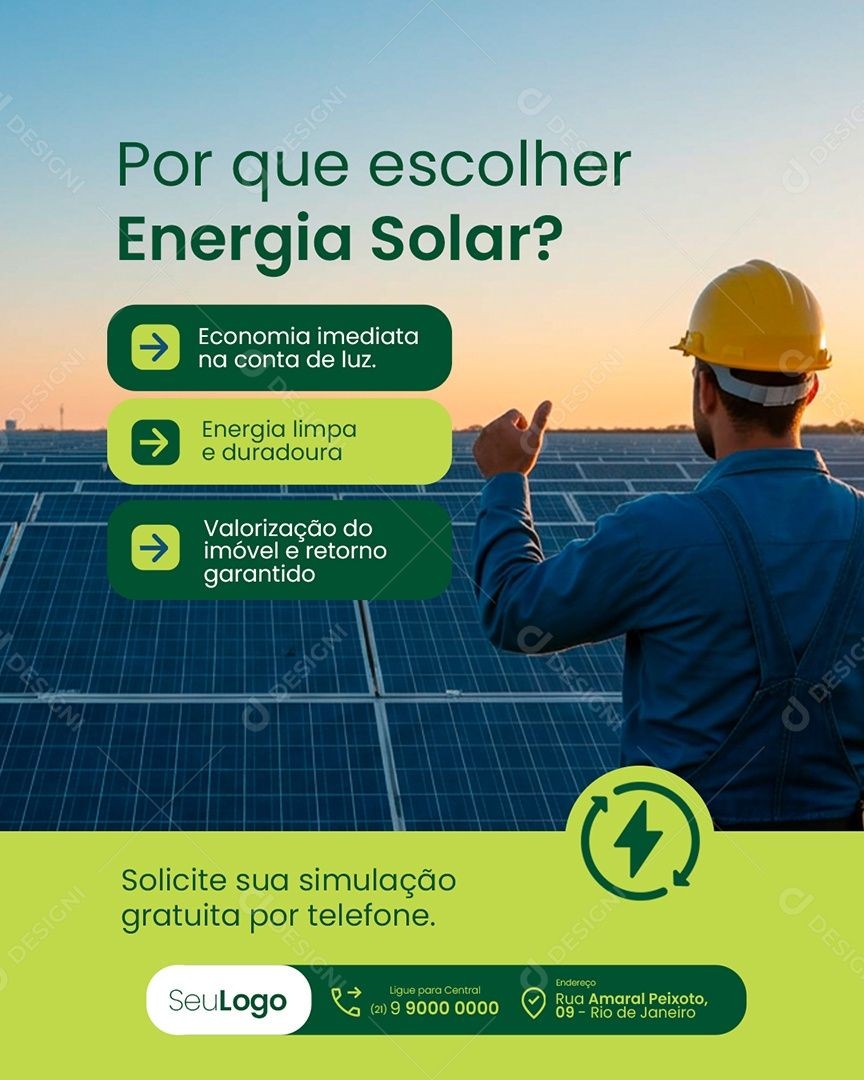 Por que escolher
Energia Solar?
Economia imediata
na conta de luz.
Energia limpa
e duradoura
Valorização do
imóvel e retorno
garantido
Solicite sua simulação
gratuita por telefone.
SeuLogo
Ligue para Central
(21) 9 9000 0000
Endereço
Rua Amaral Peixoto,
09 - Rio de Janeiro
DESIGNI